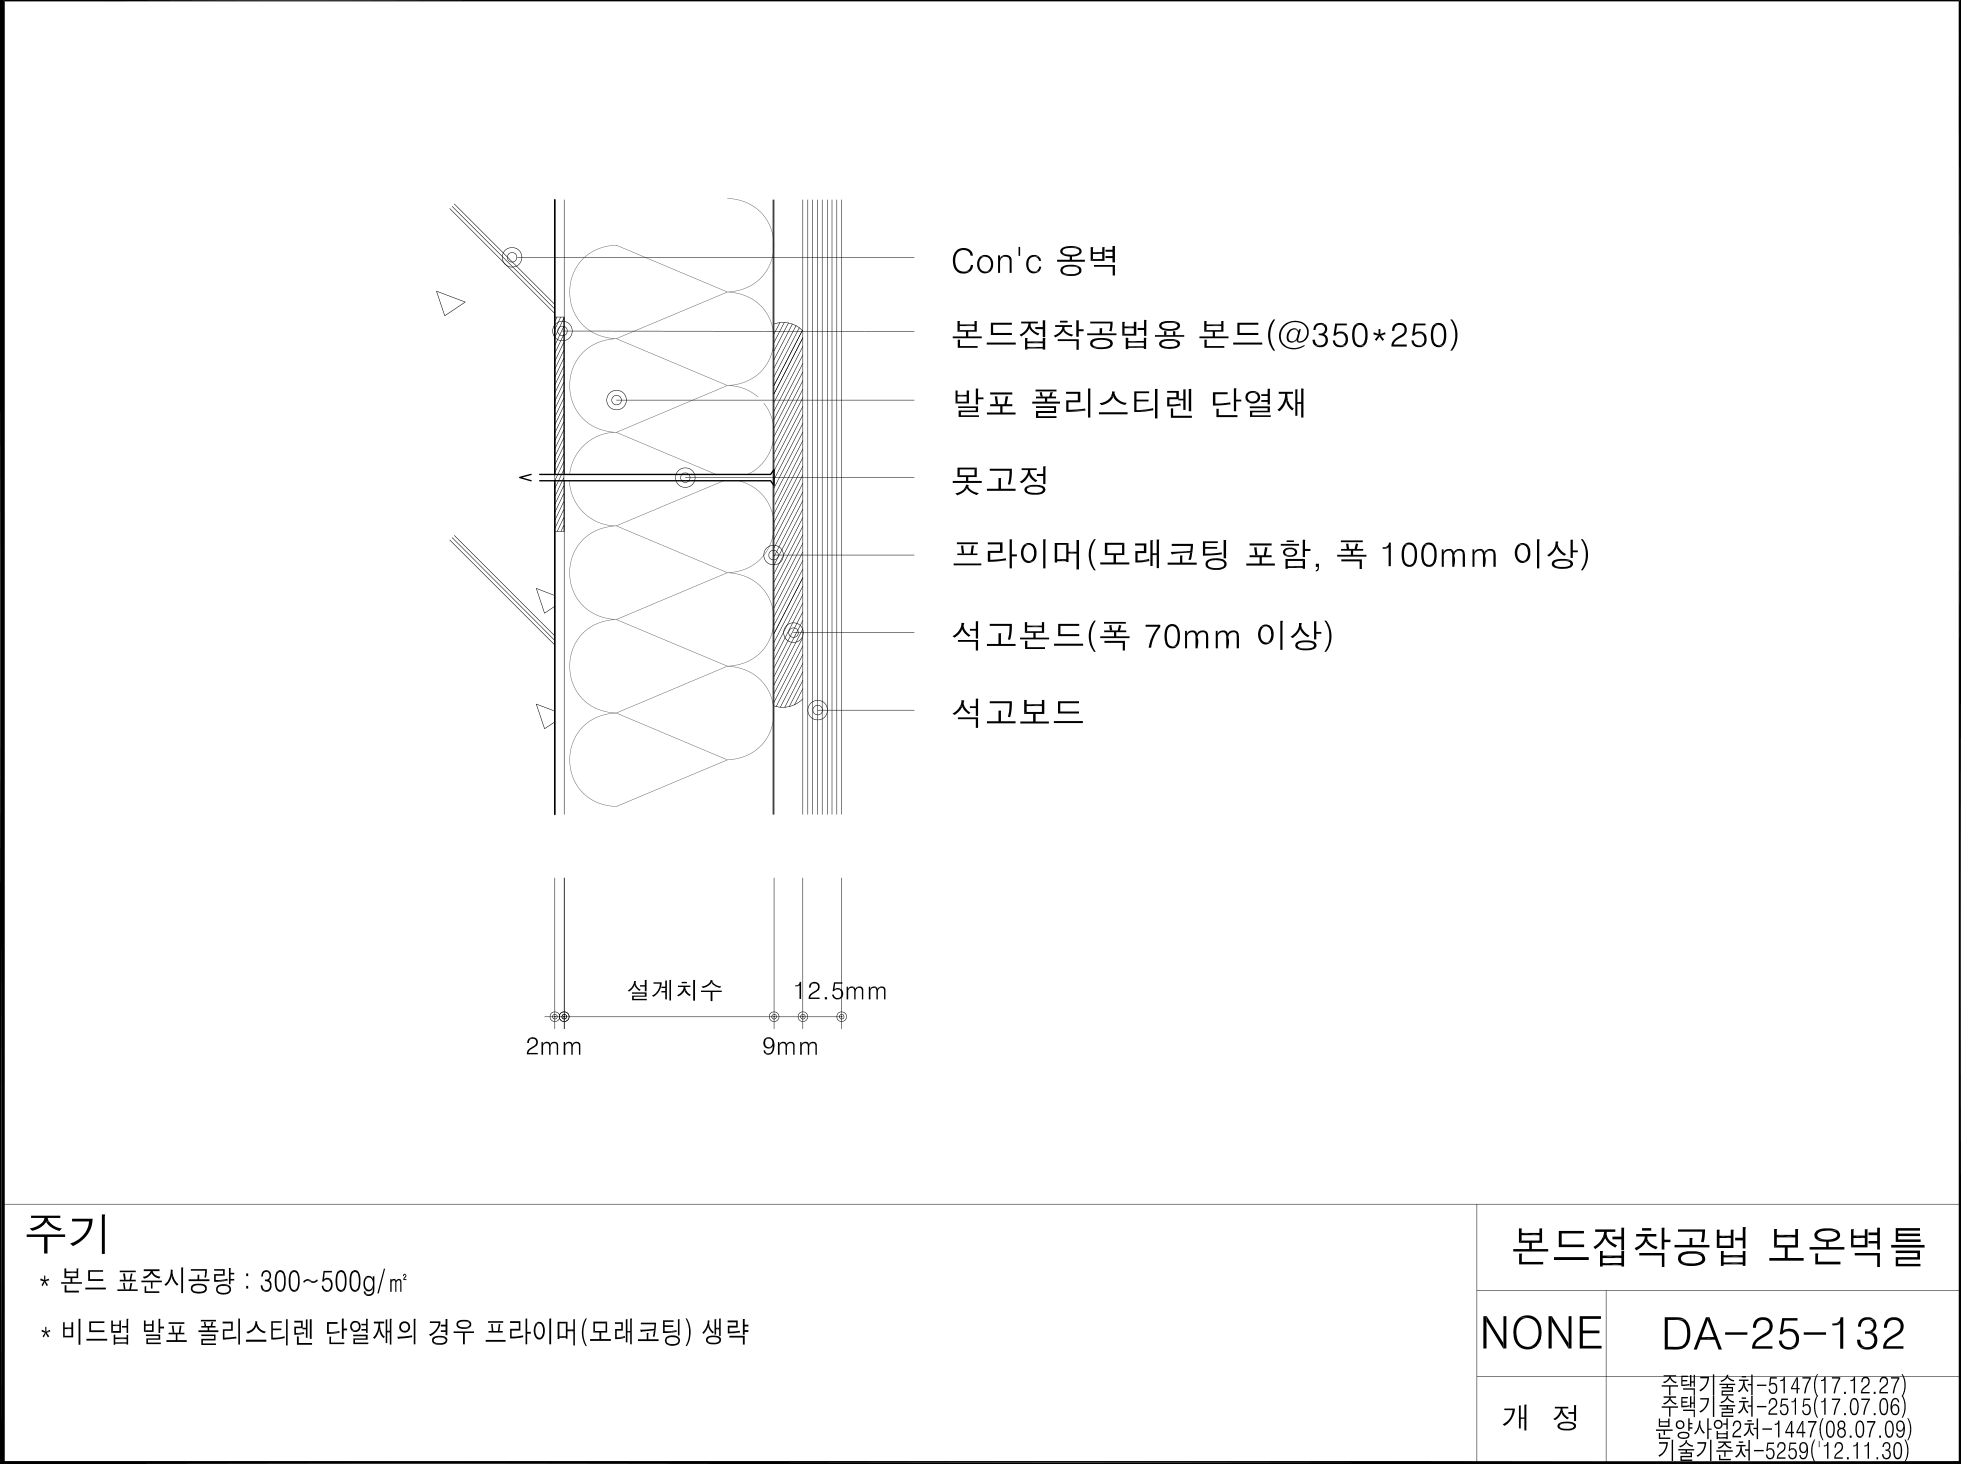 Con'c 옹벽
본드접착공법용 본드(@350*250)
발포 폴리스티렌 단열재
못고정
프라이머(모래코팅 포함, 폭 100mm 이상)
석고본드(폭 70mm 이상)
석고보드
설계치수
12.5mm
2mm
9mm
주기
* 본드 표준시공량 : 300~500g/㎡
* 비드법 발포 폴리스티렌 단열재의 경우 프라이머(모래코팅) 생략
본드접착공법 보온벽틀
NONE
DA-25-132
개 정
주택기술처-5147(17.12.27)
주택기술처-2515(17.07.06)
분양사업2처-1447(08.07.09)
기술기준처-5259('12.11.30)